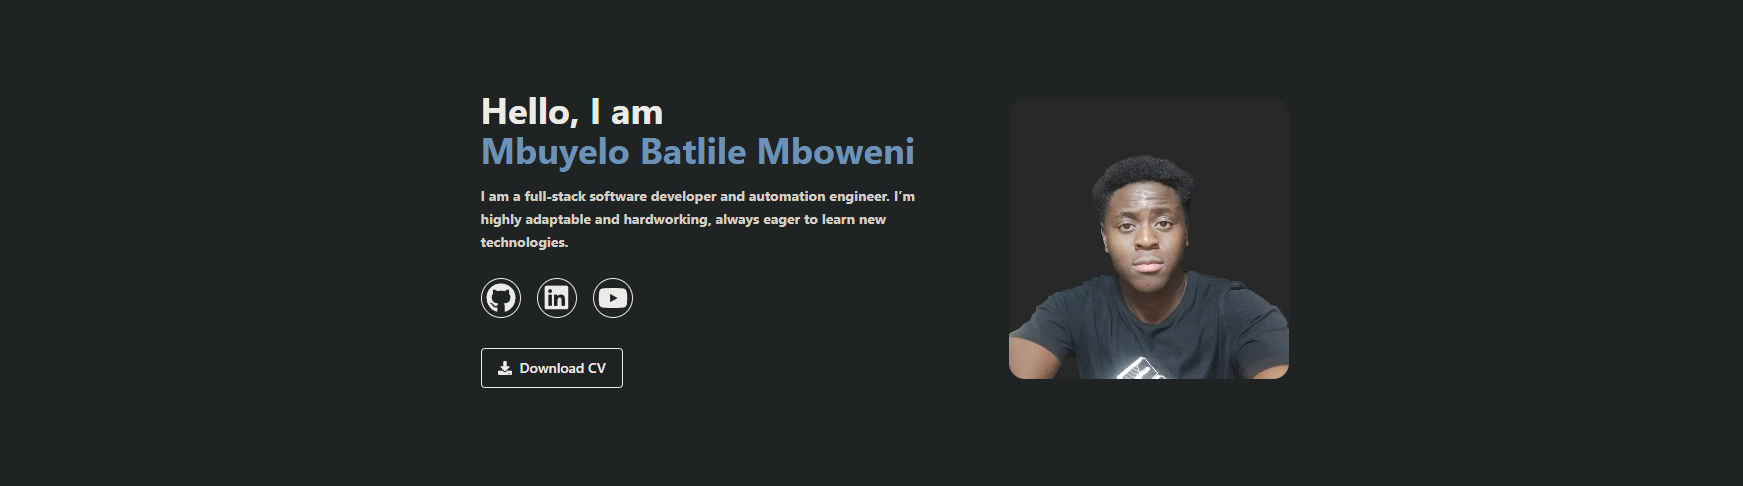 Hello, I am
Mbuyelo Batlile Mboweni
I am a full-stack software developer and automation engineer. I’m
highly adaptable and hardworking, always eager to learn new
technologies.
in
Download CV